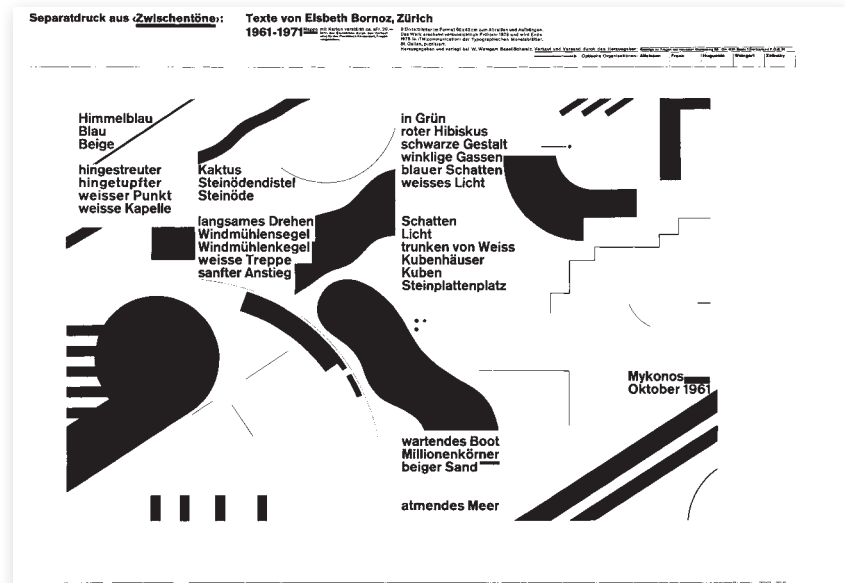 Separatdruck aus ‹Zwischentöne›:
Texte von Elsbeth Bornoz, Zürich
1961-1971
Optische Organisationen:
Himmelblau
Blau
Beige
hingestreuter
hingetupfter
weisser Punkt
weisse Kapelle
Kaktus
Steinödendistel
Steinöde
langsames Drehen
Windmühlensegel
Windmühlenkegel
weisse Treppe
sanfter Anstieg
in Grün
roter Hibiskus
schwarze Gestalt
winklige Gassen
blauer Schatten
weisses Licht
Schatten
Licht
trunken von Weiss
Kubenhäuser
Kuben
Steinplattenplatz
Mykonos
Oktober 1961
wartendes Boot
Millionenkörner
beiger Sand
atmendes Meer